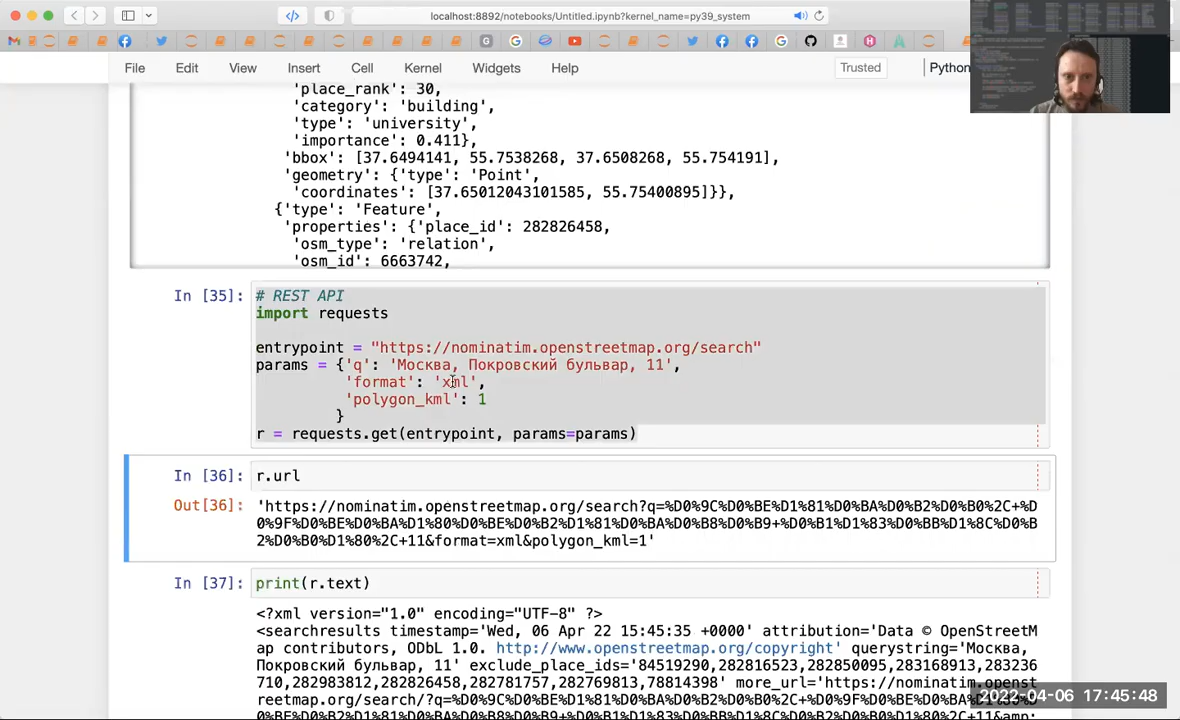 localhost:8892/notebooks/Untitled.ipynb?kernel_name=py39_system
File Edit View Insert Cell Kernel Widgets Help Trusted Python
'place_rank': 30,
'category': 'building',
'type': 'university',
'importance': 0.411},
'bbox': [37.6494141, 55.7538268, 37.6508268, 55.754191],
'geometry': {'type': 'Point',
'coordinates': [37.65012043101585, 55.75400895]}},
{'type': 'Feature',
'properties': {'place_id': 282826458,
'osm_type': 'relation',
'osm_id': 6663742,
In [35]: # REST API
import requests
entrypoint = "https://nominatim.openstreetmap.org/search"
params = {'q': 'Москва, Покровский бульвар, 11',
'format': 'xml',
'polygon_kml': 1
}
r = requests.get(entrypoint, params=params)
In [36]: r.url
Out[36]: 'https://nominatim.openstreetmap.org/search?q=%D0%9C%D0%BE%D1%81%D0%BA%D0%B2%D0%B0%2C+%D
0%9F%D0%BE%D0%BA%D1%80%D0%BE%D0%B2%D1%81%D0%BA%D0%B8%D0%B9+%D0%B1%D1%83%D0%BB%D1%8C%D0%B
2%D0%B0%D1%80%2C+11&format=xml&polygon_kml=1'
In [37]: print(r.text)
<?xml version="1.0" encoding="UTF-8" ?>
<searchresults timestamp='Wed, 06 Apr 22 15:45:35 +0000' attribution='Data © OpenStreetM
ap contributors, ODbL 1.0. http://www.openstreetmap.org/copyright' querystring='Москва,
Покровский бульвар, 11' exclude_place_ids='84519290,282816523,282850095,283168913,283236
710,282983812,282826458,282781757,282769813,78814398' more_url='https://nominatim.openst
reetmap.org/search/?q=%D0%9C%D0%BE%D1%81%D0%BA%D0%B2%D0%B0%2C+%D0%9F%D0%BE
2022-04-06 17:45:48